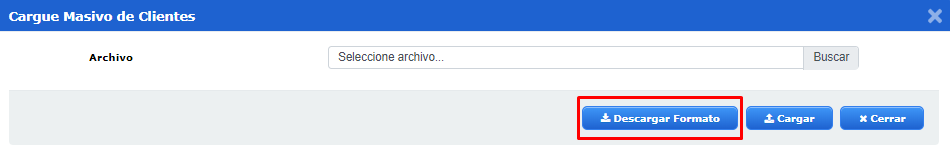 Cargue Masivo de Clientes
Archivo
Seleccione archivo...
Buscar
Descargar Formato
Cargar
Cerrar